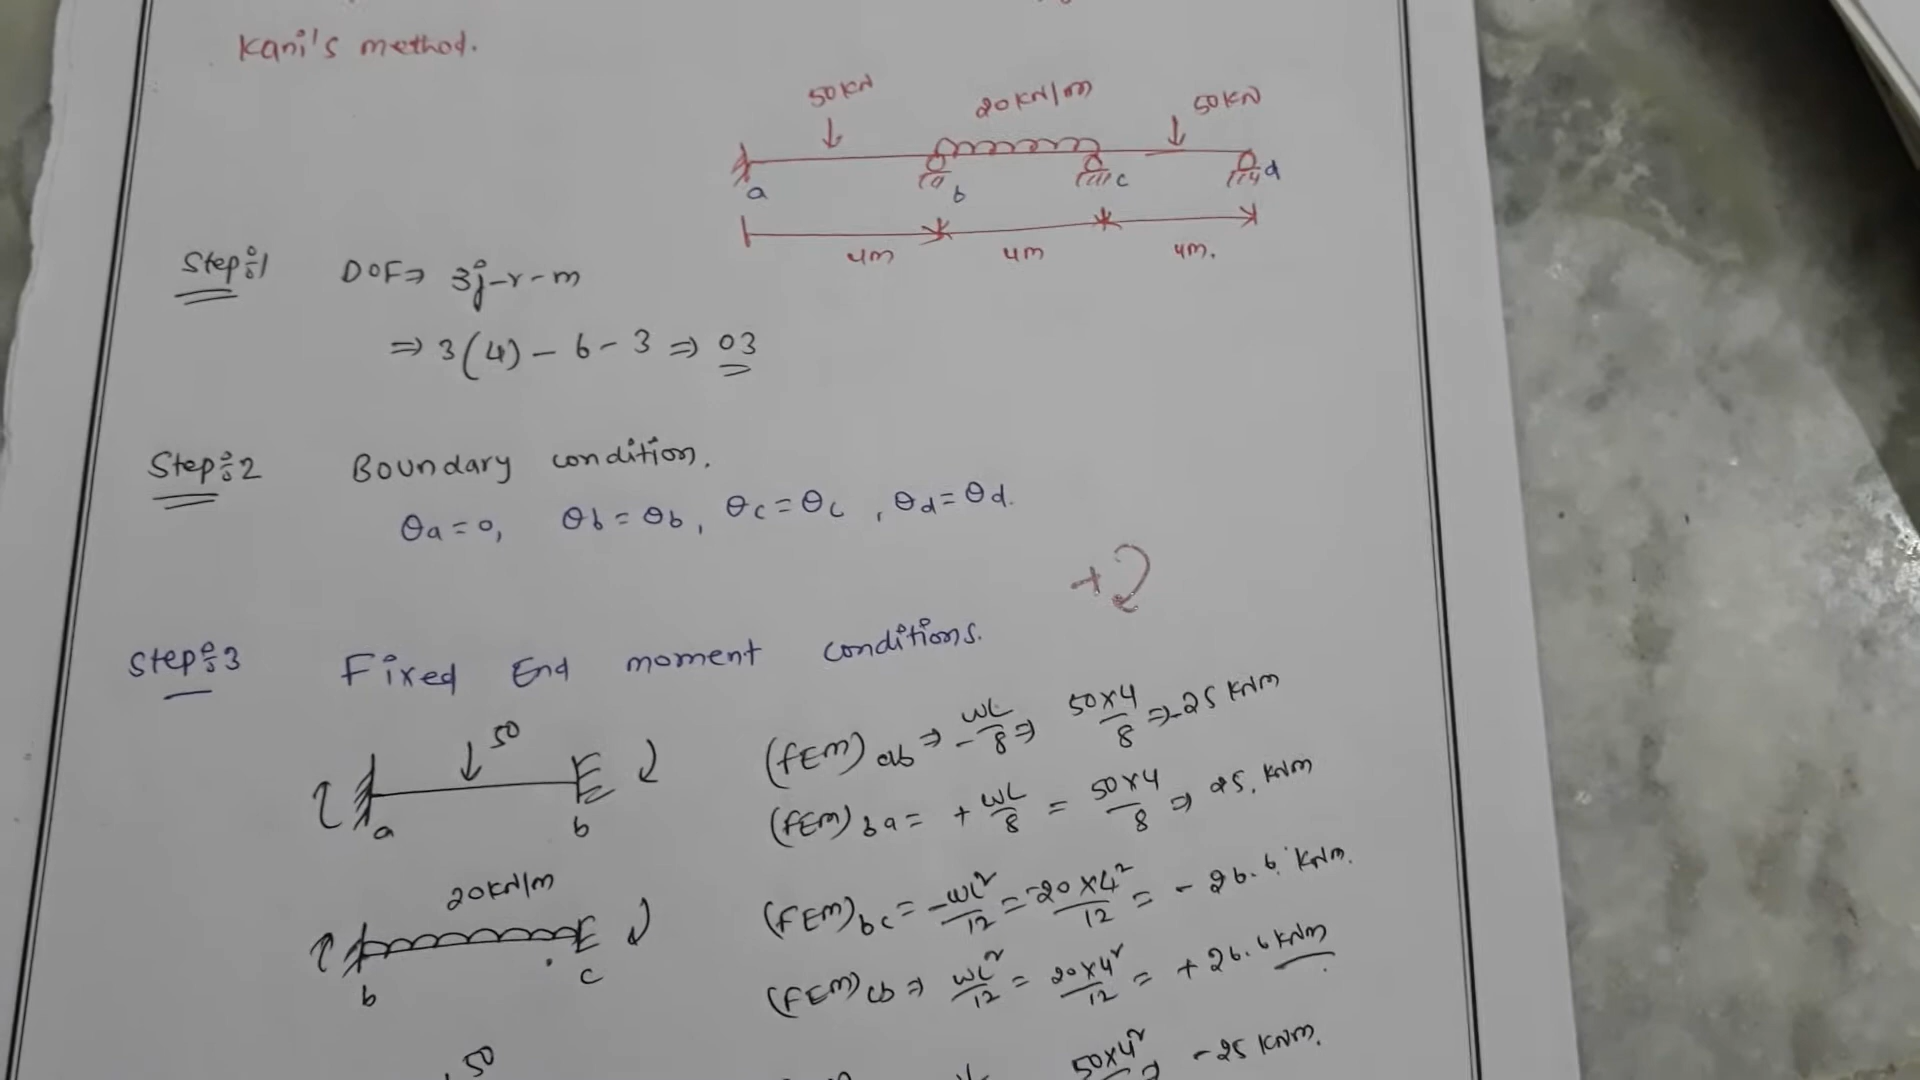 Kani's method.
50KN 20KN/m 50KN
a b c d
4m 4m 4m.
Step:1 DOF⇒ 3j-r-m
⇒ 3(4) - 6 - 3 ⇒ 03
Step:2 Boundary condition.
θa=0, θb=θb, θc=θc, θd=θd.
+2
Step:3 Fixed End moment conditions.
50
a b
(FEM)ab ⇒ -WL/8 ⇒ 50×4/8 ⇒ -25 KNm
(FEM)ba = +WL/8 = 50×4/8 ⇒ 25. KNm
20KN/m
b c
(FEM)bc = -WL²/12 = -20×4²/12 = -26.6. KNm.
(FEM)cb ⇒ WL²/12 = 20×4²/12 = +26.6 KNm
50
50×4² ⇒ -25 KNm.